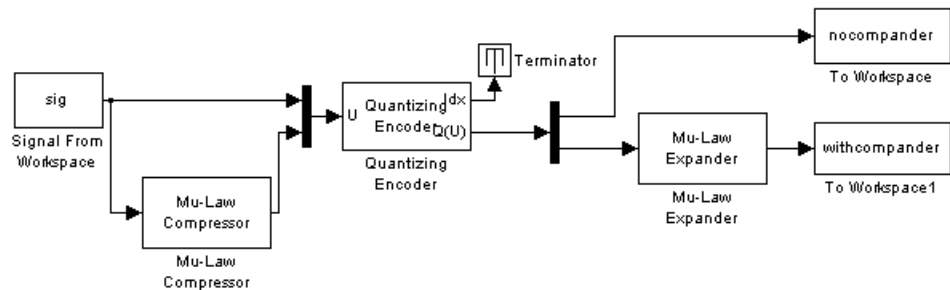 sig
Signal From
Workspace
Mu-Law
Compressor
Mu-Law
Compressor
U
Quantizing
Encoder
Idx
Q(U)
Quantizing
Encoder
Terminator
nocompander
To Workspace
Mu-Law
Expander
Mu-Law
Expander
withcompander
To Workspace1